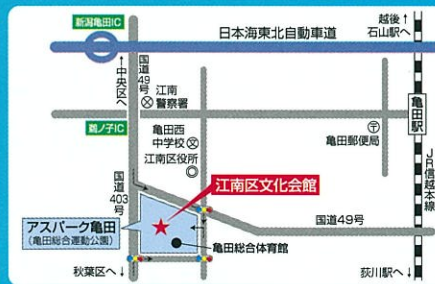 新潟亀田IC
日本海東北自動車道
越後
石山駅へ
中央区へ
国道49号
江南
警察署
鵜ノ子IC
亀田西
中学校
江南区役所
亀田郵便局
亀田駅
JR信越本線
国道403号
江南区文化会館
アスパーク亀田
(亀田総合運動公園)
国道49号
亀田総合体育館
秋葉区へ
荻川駅へ